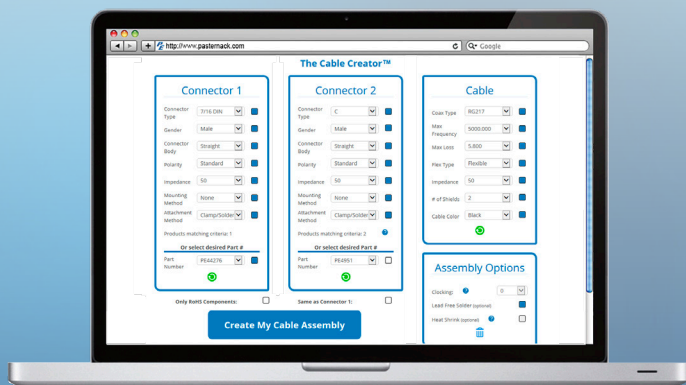 http://www.pasternack.com
Google
The Cable Creator™
Connector 1
Connector Type 7/16 DIN
Gender Male
Connector Body Straight
Polarity Standard
Impedance 50
Mounting Method None
Attachment Method Clamp/Solder
Products matching criteria: 1
Or select desired Part #
Part Number PE44276
Only RoHS Components:
Connector 2
Connector Type C
Gender Male
Connector Body Straight
Polarity Standard
Impedance 50
Mounting Method None
Attachment Method Clamp/Solder
Products matching criteria: 2
Or select desired Part #
Part Number PE4951
Same as Connector 1:
Cable
Coax Type RG217
Max Frequency 5000.000
Max Loss 5.600
Flex Type Flexible
Impedance 50
# of Shields 2
Cable Color Black
Assembly Options
Clocking: ? 0
Lead Free Solder (optional)
Heat Shrink (optional) ?
Create My Cable Assembly